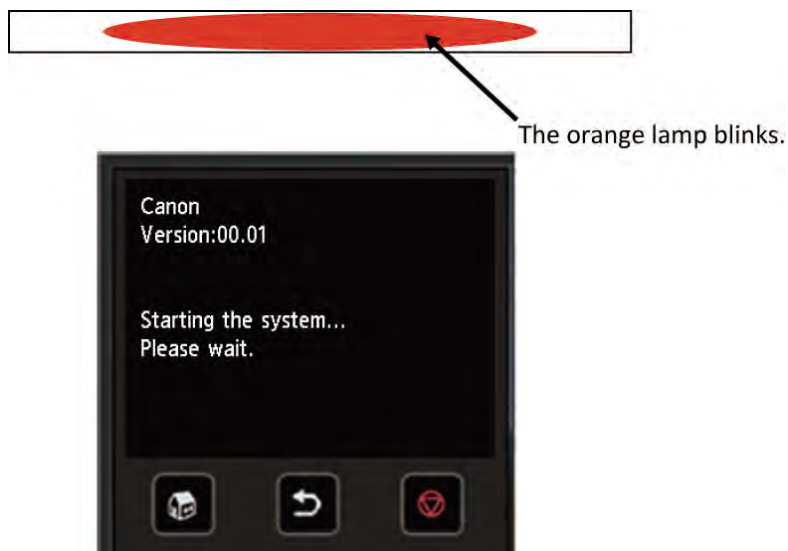 The orange lamp blinks.
Canon
Version:00.01
Starting the system...
Please wait.